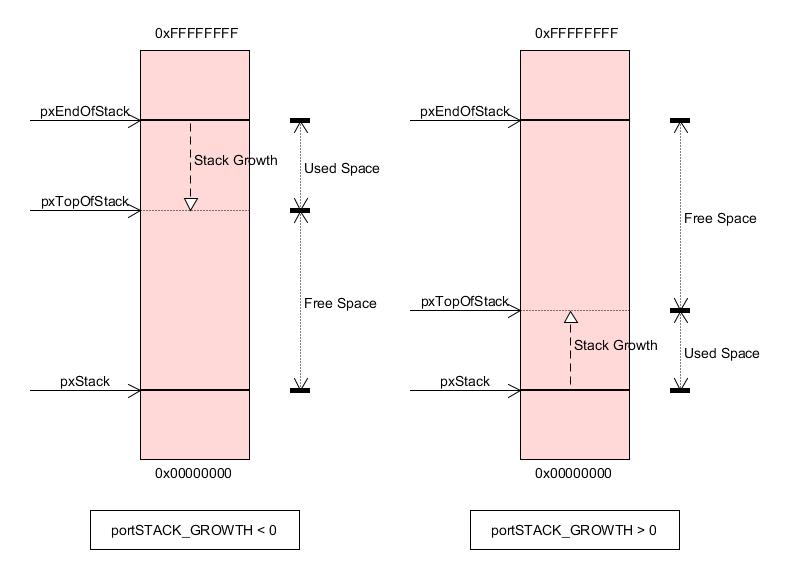 0xFFFFFFFF
pxEndOfStack
Stack Growth
Used Space
pxTopOfStack
Free Space
pxStack
0x00000000
portSTACK_GROWTH < 0
0xFFFFFFFF
pxEndOfStack
Free Space
pxTopOfStack
Stack Growth
Used Space
pxStack
0x00000000
portSTACK_GROWTH > 0